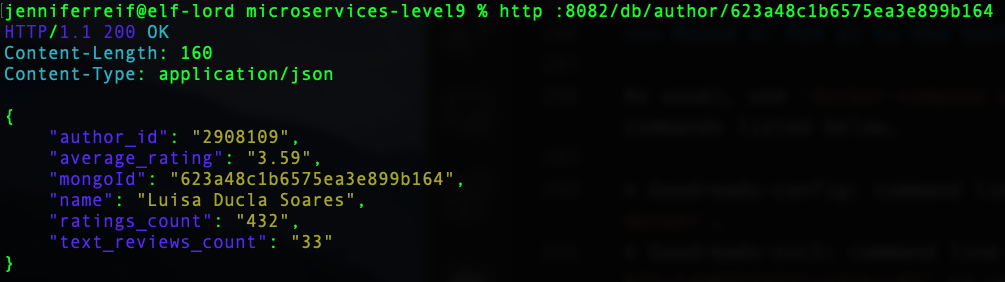 [jenniferreif@elf-lord microservices-level9 % http :8082/db/author/623a48c1b6575ea3e899b164
HTTP/1.1 200 OK
Content-Length: 160
Content-Type: application/json
{
"author_id": "2908109",
"average_rating": "3.59",
"mongoId": "623a48c1b6575ea3e899b164",
"name": "Luisa Ducla Soares",
"ratings_count": "432",
"text_reviews_count": "33"
}